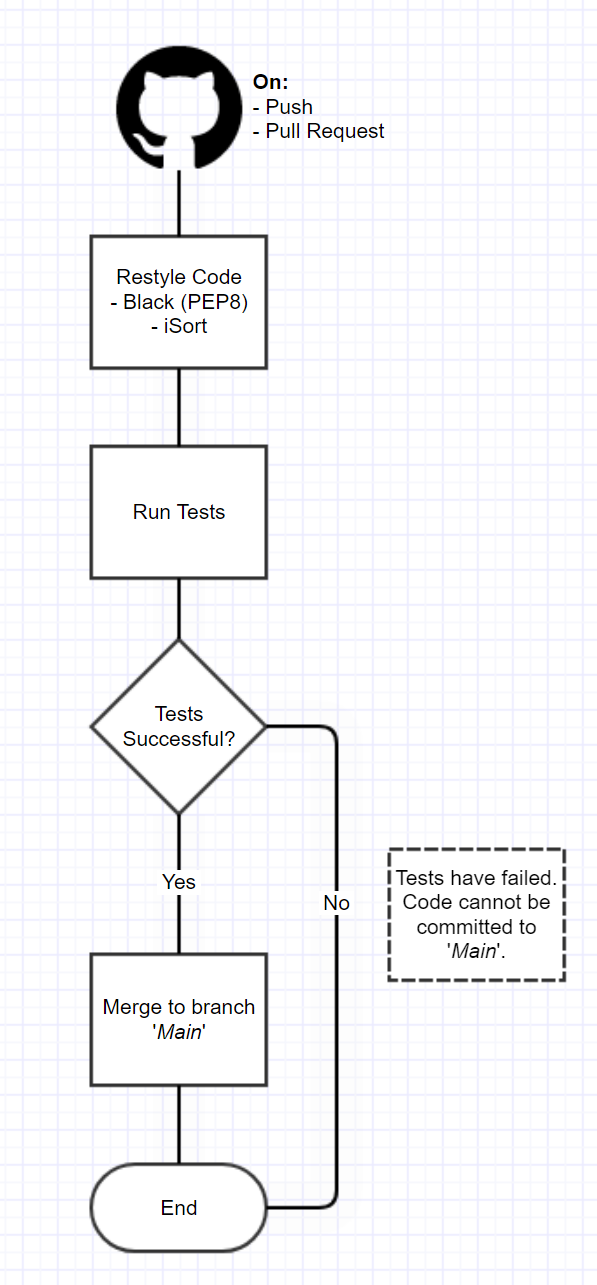 On:
- Push
- Pull Request
Restyle Code
- Black (PEP8)
- iSort
Run Tests
Tests
Successful?
Yes
No
Tests have failed.
Code cannot be
committed to
'Main'.
Merge to branch
'Main'
End